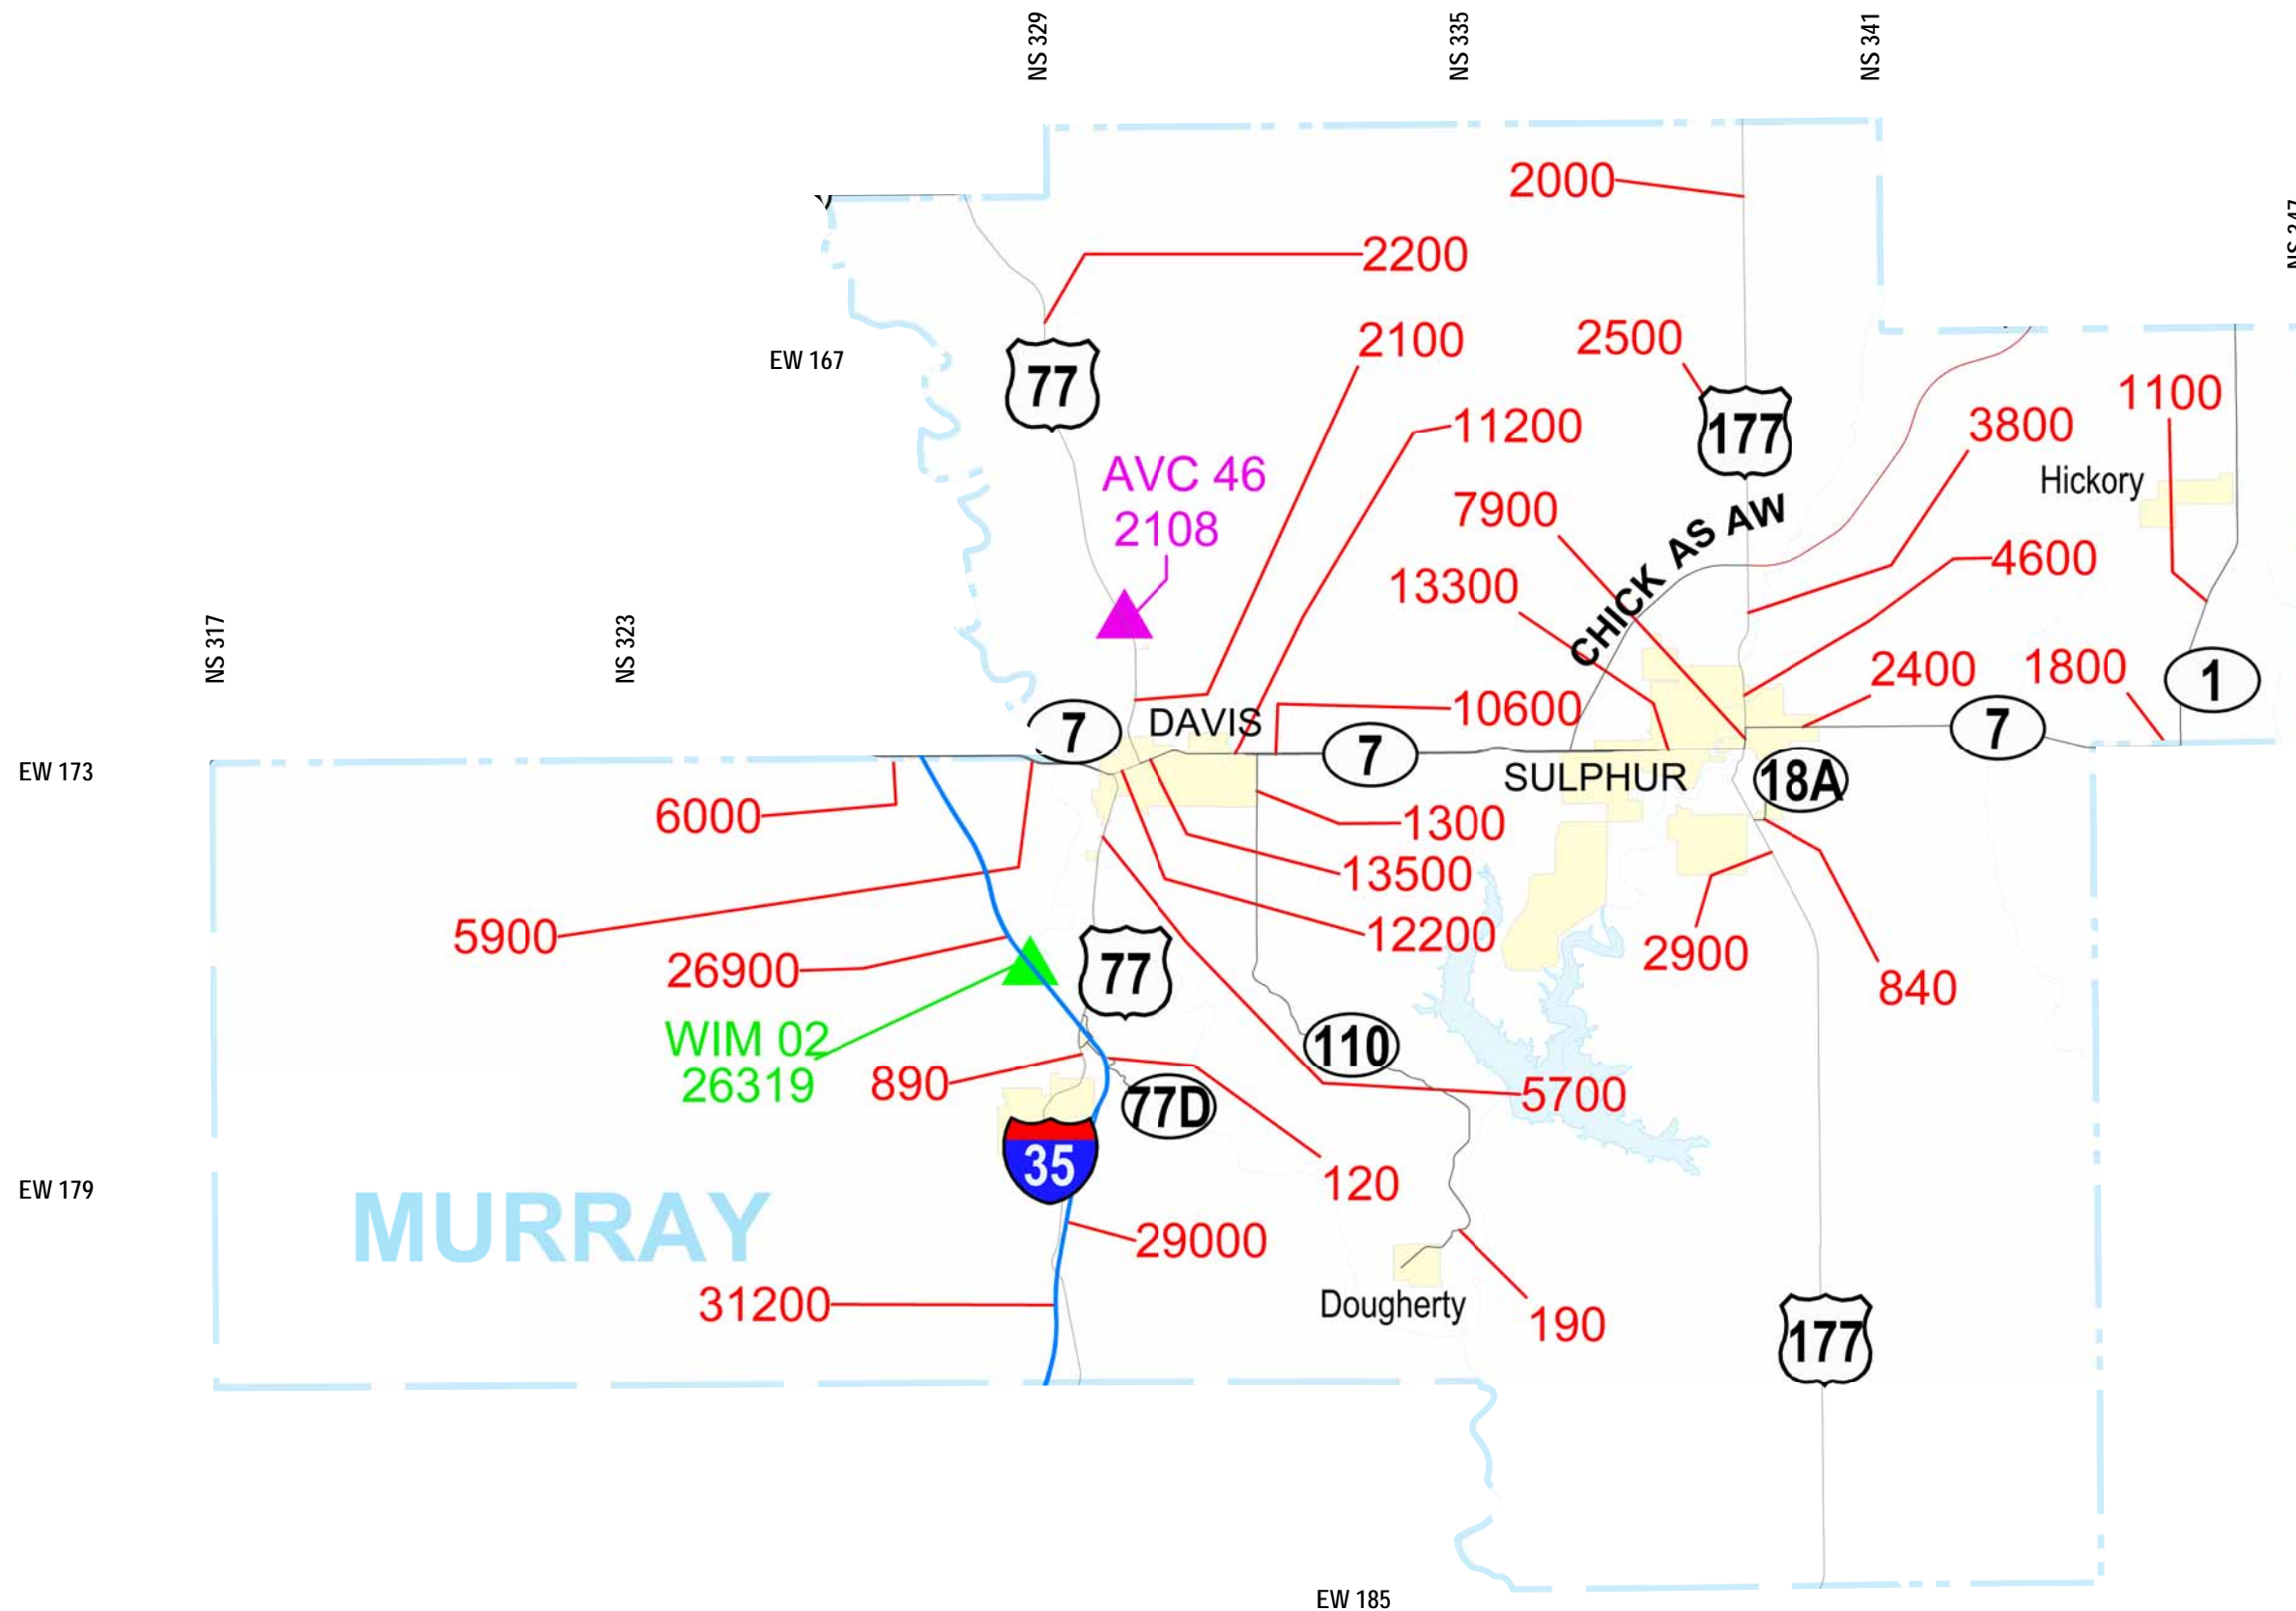 NS 329
NS 335
NS 341
NS 347
2000
2200
2100
2500
EW 167
77
1100
11200
177
3800
AVC 46
2108
Hickory
7900
CHICK AS AW
13300
4600
NS 317
NS 323
2400
1800
1
7
DAVIS
10600
7
7
EW 173
SULPHUR
18A
6000
1300
13500
5900
12200
26900
77
2900
840
WIM 02
26319
110
890
77D
5700
35
120
EW 179
MURRAY
29000
31200
Dougherty
190
177
EW 185